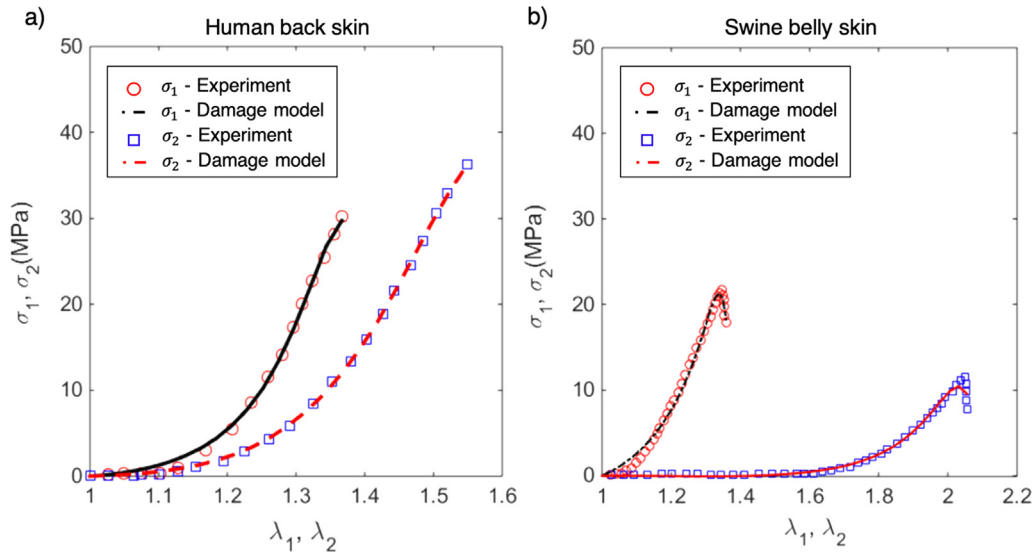 a)
Human back skin
50
40
30
20
10
0
σ₁, σ₂(MPa)
σ₁ - Experiment
σ₁ - Damage model
σ₂ - Experiment
σ₂ - Damage model
1 1.1 1.2 1.3 1.4 1.5 1.6
λ₁, λ₂
b)
Swine belly skin
50
40
30
20
10
0
σ₁, σ₂(MPa)
σ₁ - Experiment
σ₁ - Damage model
σ₂ - Experiment
σ₂ - Damage model
1 1.2 1.4 1.6 1.8 2 2.2
λ₁, λ₂